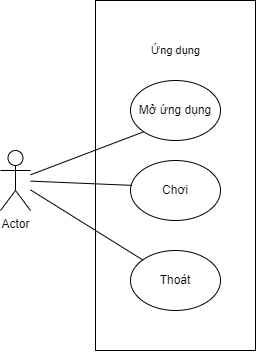 Ứng dụng
Mở ứng dụng
Chơi
Actor
Thoát